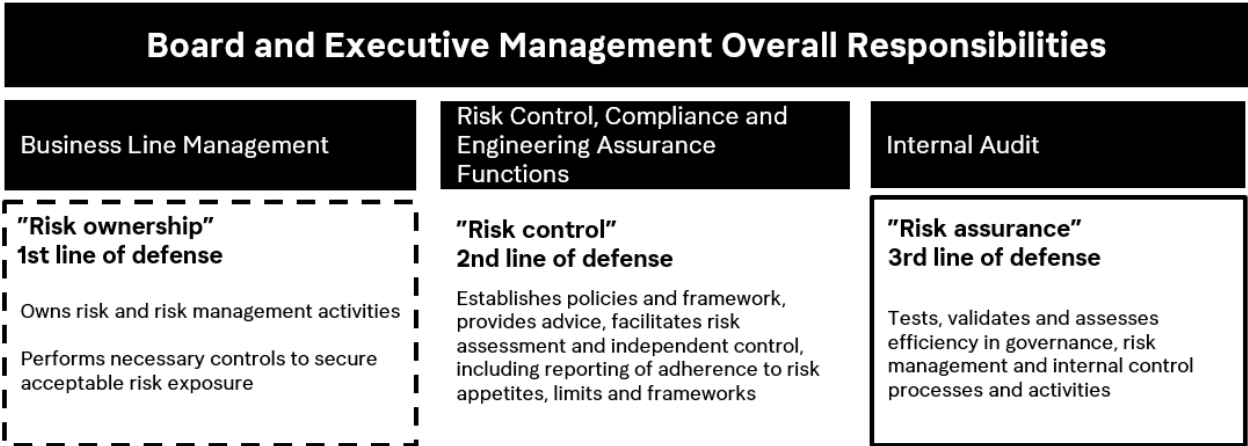 Board and Executive Management Overall Responsibilities
Business Line Management
Risk Control, Compliance and
Engineering Assurance
Functions
Internal Audit
”Risk ownership”
1st line of defense
Owns risk and risk management activities
Performs necessary controls to secure
acceptable risk exposure
”Risk control”
2nd line of defense
Establishes policies and framework,
provides advice, facilitates risk
assessment and independent control,
including reporting of adherence to risk
appetites, limits and frameworks
”Risk assurance”
3rd line of defense
Tests, validates and assesses
efficiency in governance, risk
management and internal control
processes and activities